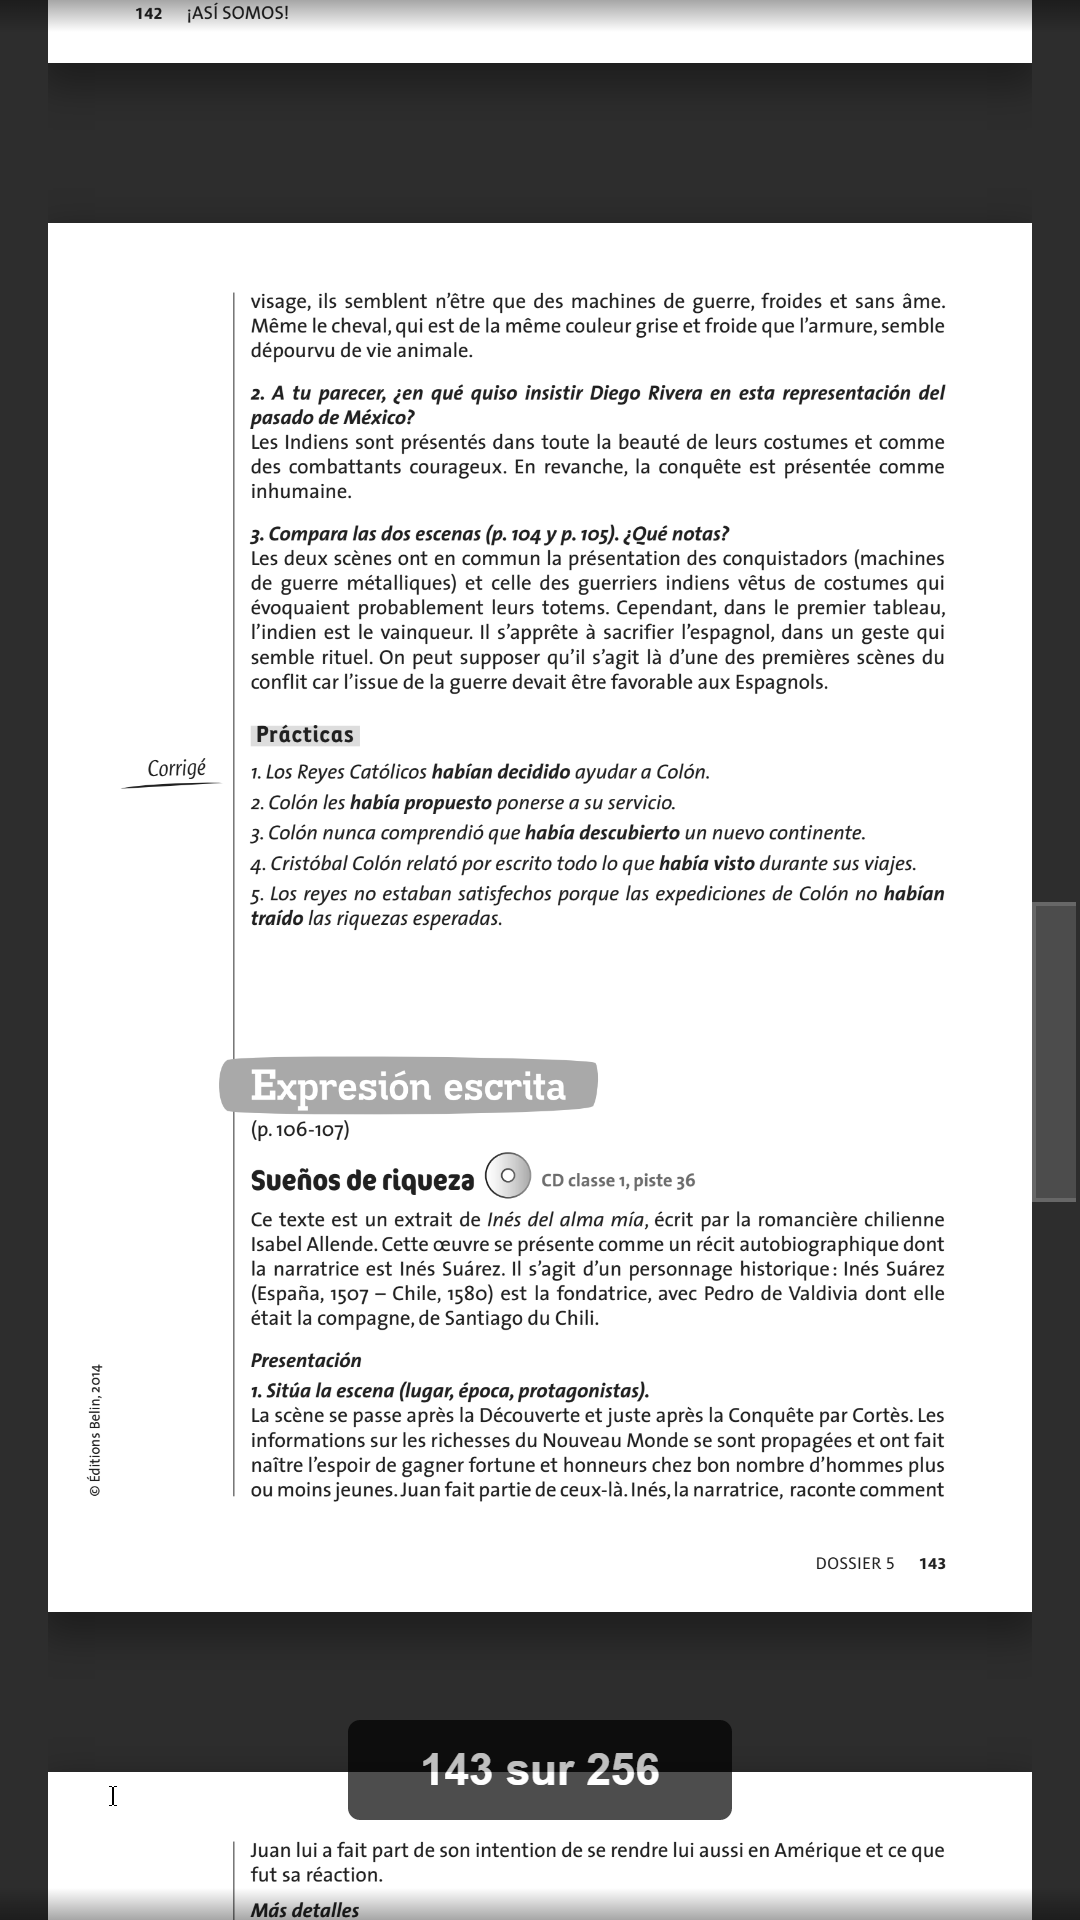 142 ¡ASÍ SOMOS!
visage, ils semblent n’être que des machines de guerre, froides et sans âme.
Même le cheval, qui est de la même couleur grise et froide que l’armure, semble
dépourvu de vie animale.
2. A tu parecer, ¿en qué quiso insistir Diego Rivera en esta representación del
pasado de México?
Les Indiens sont présentés dans toute la beauté de leurs costumes et comme
des combattants courageux. En revanche, la conquête est présentée comme
inhumaine.
3. Compara las dos escenas (p. 104 y p. 105). ¿Qué notas?
Les deux scènes ont en commun la présentation des conquistadors (machines
de guerre métalliques) et celle des guerriers indiens vêtus de costumes qui
évoquaient probablement leurs totems. Cependant, dans le premier tableau,
l’indien est le vainqueur. Il s’apprête à sacrifier l’espagnol, dans un geste qui
semble rituel. On peut supposer qu’il s’agit là d’une des premières scènes du
conflit car l’issue de la guerre devait être favorable aux Espagnols.
Prácticas
Corrigé
1. Los Reyes Católicos habían decidido ayudar a Colón.
2. Colón les había propuesto ponerse a su servicio.
3. Colón nunca comprendió que había descubierto un nuevo continente.
4. Cristóbal Colón relató por escrito todo lo que había visto durante sus viajes.
5. Los reyes no estaban satisfechos porque las expediciones de Colón no habían
traído las riquezas esperadas.
Expresión escrita
(p. 106-107)
Sueños de riqueza CD classe 1, piste 36
Ce texte est un extrait de Inés del alma mía, écrit par la romancière chilienne
Isabel Allende. Cette œuvre se présente comme un récit autobiographique dont
la narratrice est Inés Suárez. Il s’agit d’un personnage historique : Inés Suárez
(España, 1507 – Chile, 1580) est la fondatrice, avec Pedro de Valdivia dont elle
était la compagne, de Santiago du Chili.
Presentación
1. Sitúa la escena (lugar, época, protagonistas).
La scène se passe après la Découverte et juste après la Conquête par Cortès. Les
informations sur les richesses du Nouveau Monde se sont propagées et ont fait
naître l’espoir de gagner fortune et honneurs chez bon nombre d’hommes plus
ou moins jeunes. Juan fait partie de ceux-là. Inés, la narratrice, raconte comment
© Éditions Belin, 2014
DOSSIER 5 143
143 sur 256
Juan lui a fait part de son intention de se rendre lui aussi en Amérique et ce que
fut sa réaction.
Más detalles